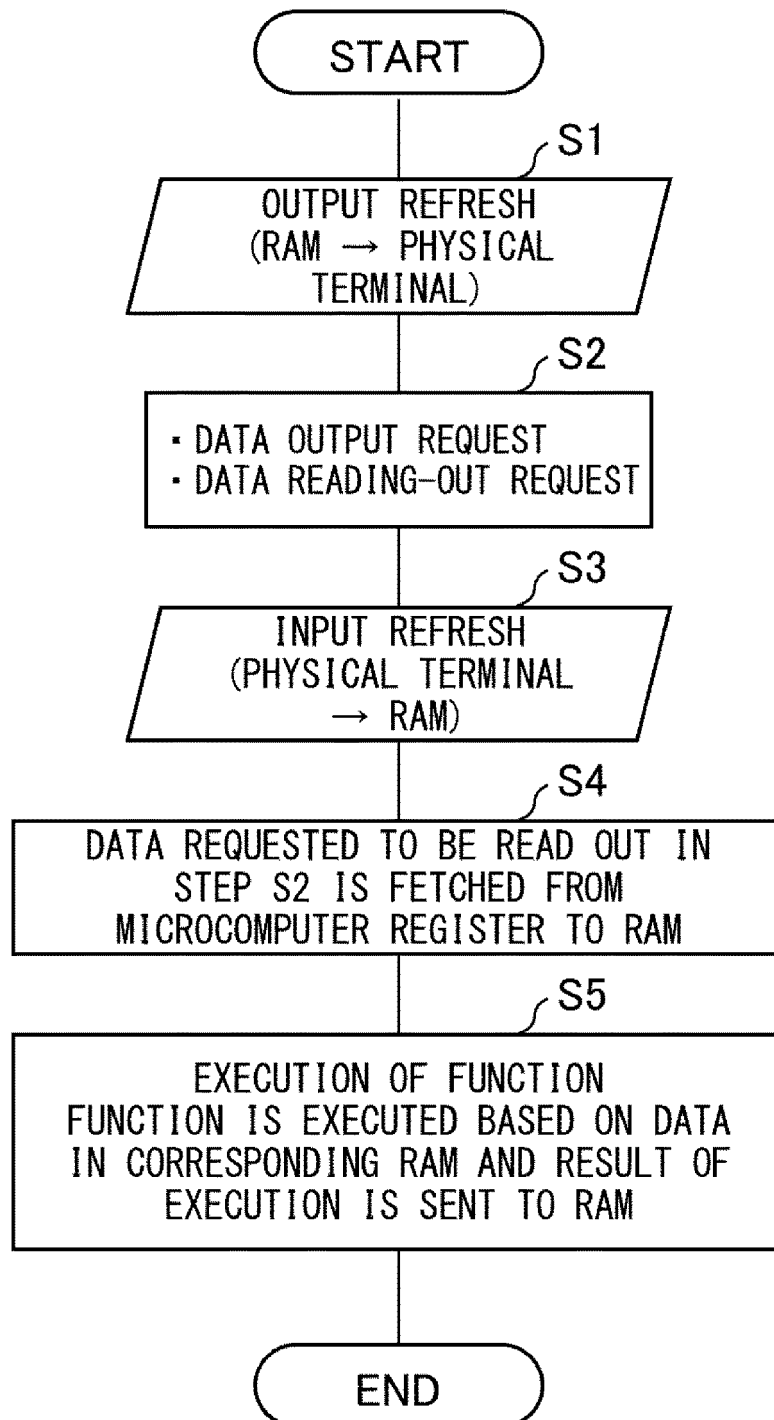 START
S1
OUTPUT REFRESH
(RAM → PHYSICAL
TERMINAL)
S2
・DATA OUTPUT REQUEST
・DATA READING-OUT REQUEST
S3
INPUT REFRESH
(PHYSICAL TERMINAL
→ RAM)
S4
DATA REQUESTED TO BE READ OUT IN
STEP S2 IS FETCHED FROM
MICROCOMPUTER REGISTER TO RAM
S5
EXECUTION OF FUNCTION
FUNCTION IS EXECUTED BASED ON DATA
IN CORRESPONDING RAM AND RESULT OF
EXECUTION IS SENT TO RAM
END